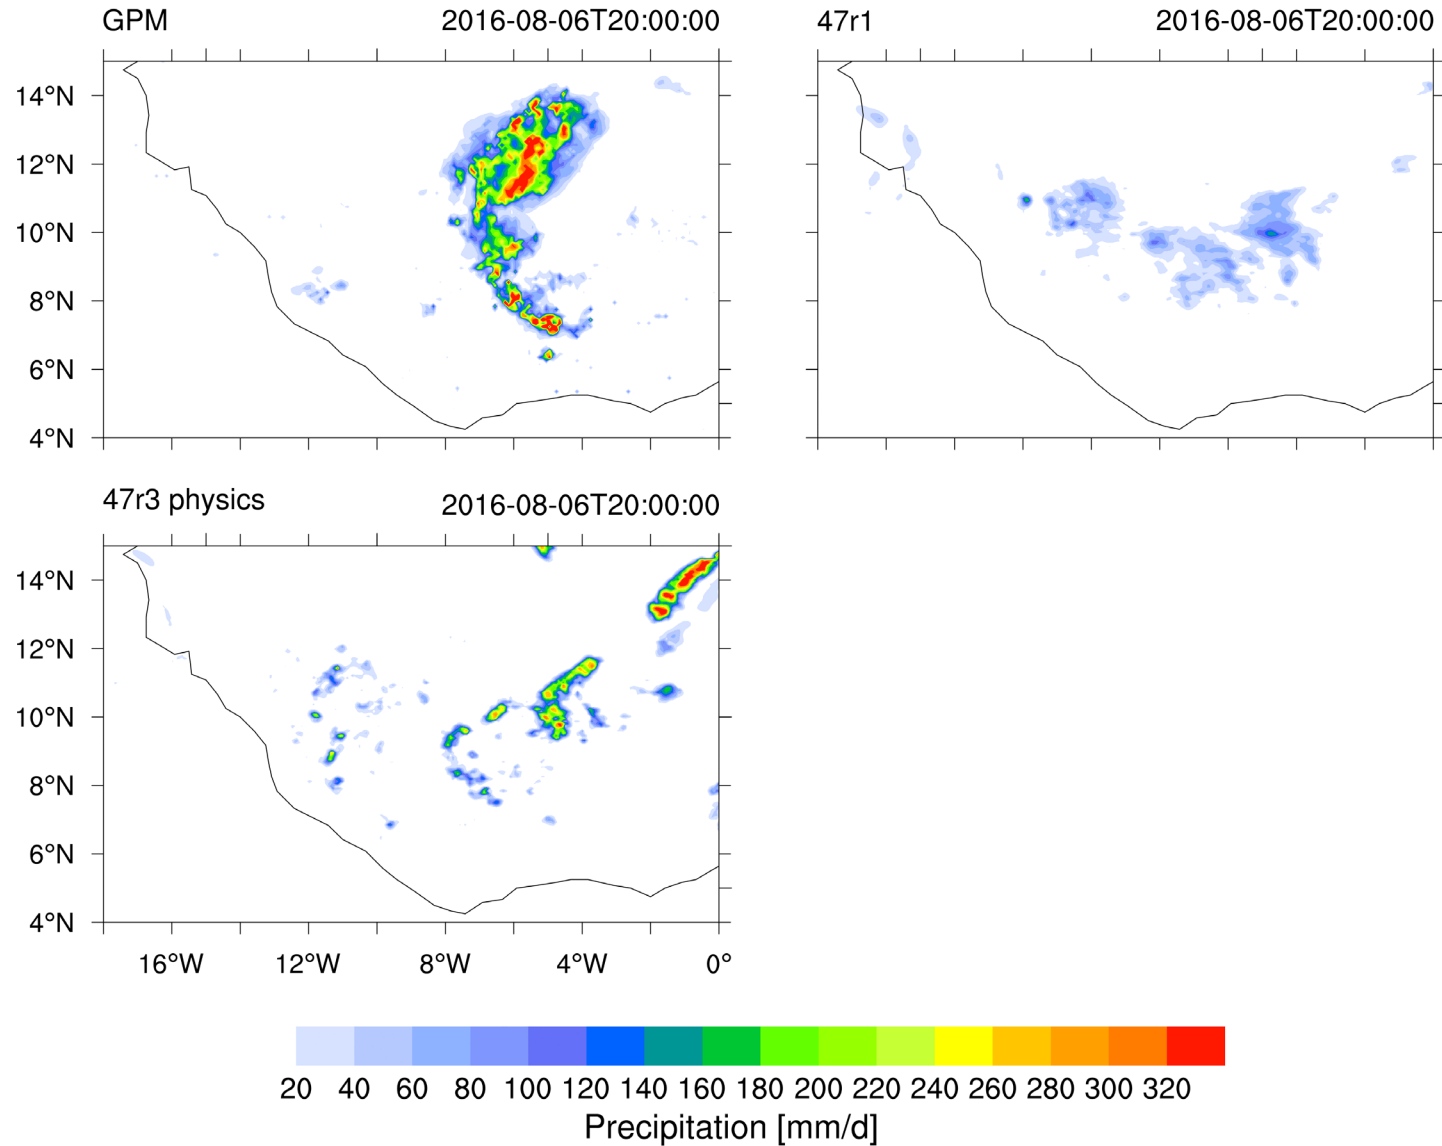 GPM 2016-08-06T20:00:00
47r1 2016-08-06T20:00:00
14°N
12°N
10°N
8°N
6°N
4°N
47r3 physics 2016-08-06T20:00:00
14°N
12°N
10°N
8°N
6°N
4°N
16°W 12°W 8°W 4°W 0°
20 40 60 80 100 120 140 160 180 200 220 240 260 280 300 320
Precipitation [mm/d]